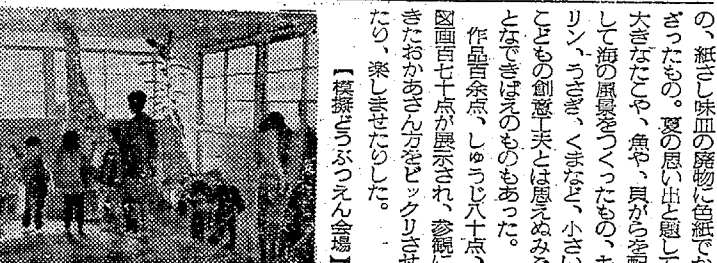 の、紙さし味皿の廃物に色紙でか
ざったもの。夏の思い出と題して
大きなたこや、魚や、貝がらを配
して海の風景をつくったもの、キ
リン、うさぎ、くまなど、小さい
こどもの創意工夫とは思えぬみご
となできばえのものもあった。
作品百余点、しゅうじ八十点、
図画百七十点が展示され、参観に
きたおかあさん方をビックリさせ
たり、楽しませたりした。
【模擬どうぶつえん会場】